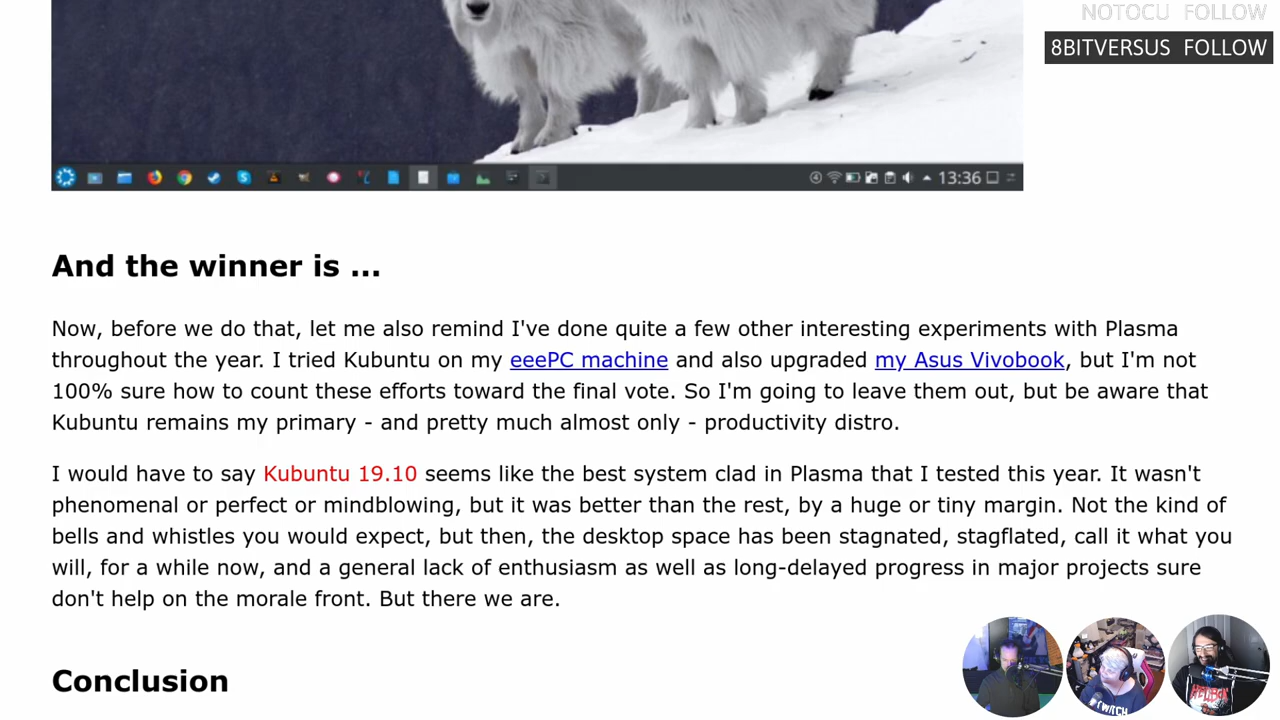 NOTOCU FOLLOW
8BITVERSUS FOLLOW
13:36
And the winner is ...
Now, before we do that, let me also remind I've done quite a few other interesting experiments with Plasma
throughout the year. I tried Kubuntu on my eeePC machine and also upgraded my Asus Vivobook, but I'm not
100% sure how to count these efforts toward the final vote. So I'm going to leave them out, but be aware that
Kubuntu remains my primary - and pretty much almost only - productivity distro.
I would have to say Kubuntu 19.10 seems like the best system clad in Plasma that I tested this year. It wasn't
phenomenal or perfect or mindblowing, but it was better than the rest, by a huge or tiny margin. Not the kind of
bells and whistles you would expect, but then, the desktop space has been stagnated, stagflated, call it what you
will, for a while now, and a general lack of enthusiasm as well as long-delayed progress in major projects sure
don't help on the morale front. But there we are.
Conclusion